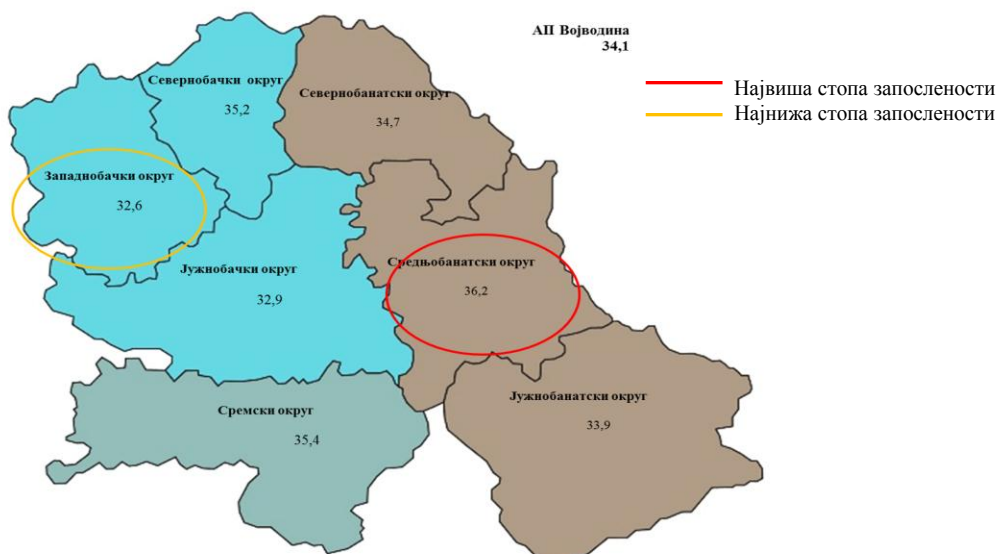 АП Војводина
34,1
Највиша стопа запослености
Најнижа стопа запослености
Севернобачки округ
35,2
Севернобанатски округ
34,7
Западнобачки округ
32,6
Јужнобачки округ
32,9
Средњобанатски округ
36,2
Сремски округ
35,4
Јужнобанатски округ
33,9